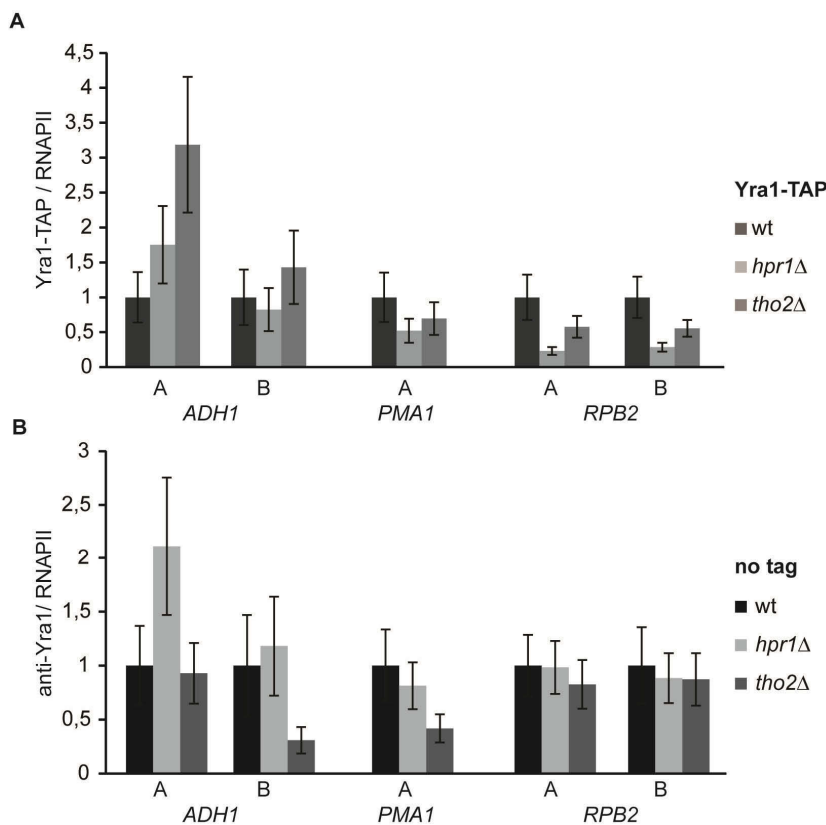 A
4,5
4
3,5
3
2,5
2
1,5
1
0,5
0
Yra1-TAP / RNAPII
A B A A B
ADH1 PMA1 RPB2
Yra1-TAP
wt
hpr1Δ
tho2Δ
B
3
2,5
2
1,5
1
0,5
0
anti-Yra1/ RNAPII
A B A A B
ADH1 PMA1 RPB2
no tag
wt
hpr1Δ
tho2Δ